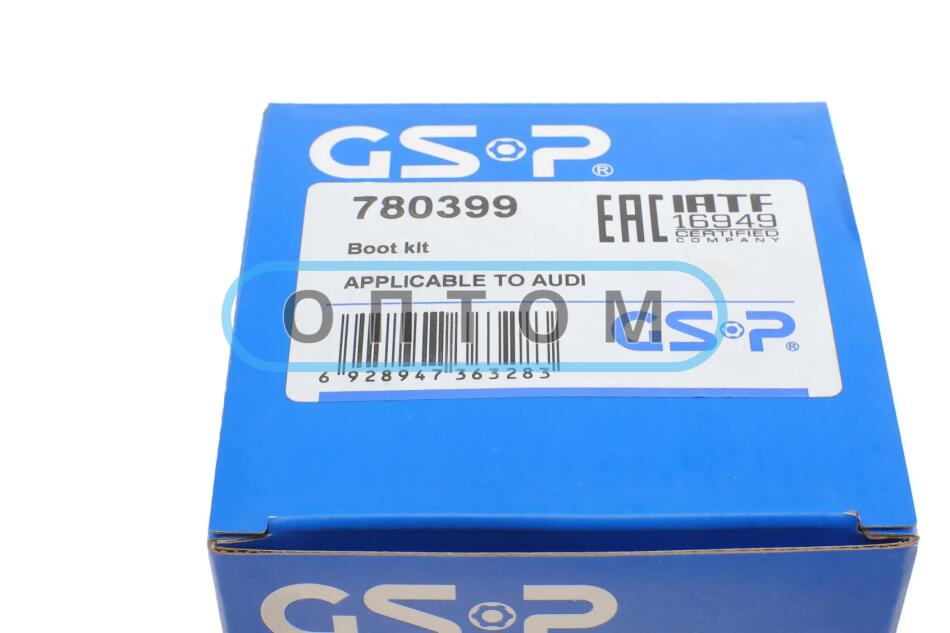 GSP®
780399
EAC IATF
16949
CERTIFIED
COMPANY
Boot kit
APPLICABLE TO AUDI
ОПТОМ
GSP®
6 928947 363283
GSP